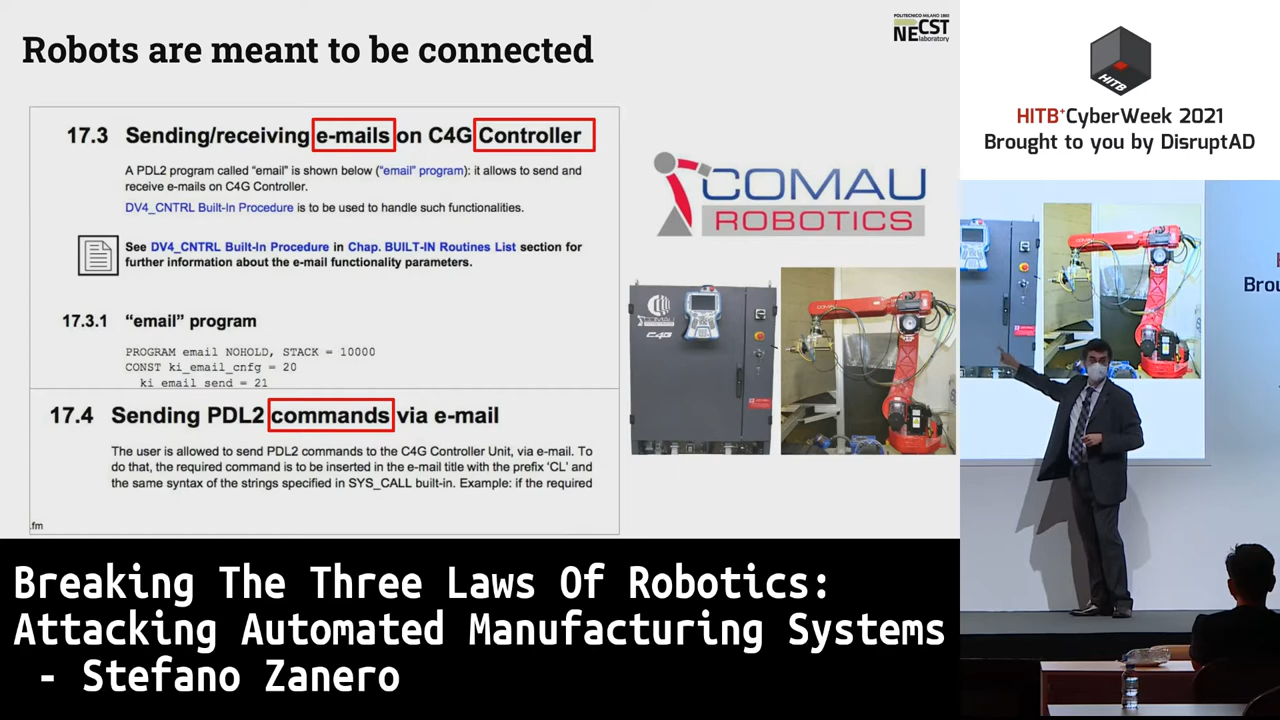 Robots are meant to be connected
POLITECNICO MILANO 1863
NECST
laboratory
17.3 Sending/receiving e-mails on C4G Controller
A PDL2 program called “email” is shown below (“email” program): it allows to send and
receive e-mails on C4G Controller.
DV4_CNTRL Built-In Procedure is to be used to handle such functionalities.
See DV4_CNTRL Built-In Procedure in Chap. BUILT-IN Routines List section for
further information about the e-mail functionality parameters.
17.3.1 “email” program
PROGRAM email NOHOLD, STACK = 10000
CONST ki_email_cnfg = 20
ki_email_send = 21
17.4 Sending PDL2 commands via e-mail
The user is allowed to send PDL2 commands to the C4G Controller Unit, via e-mail. To
do that, the required command is to be inserted in the e-mail title with the prefix ‘CL’ and
the same syntax of the strings specified in SYS_CALL built-in. Example: if the required
.fm
COMAU
ROBOTICS
COMAU
C4G
COMAU
HITB
HITB+CyberWeek 2021
Brought to you by DisruptAD
H
Brou
Breaking The Three Laws Of Robotics:
Attacking Automated Manufacturing Systems
- Stefano Zanero